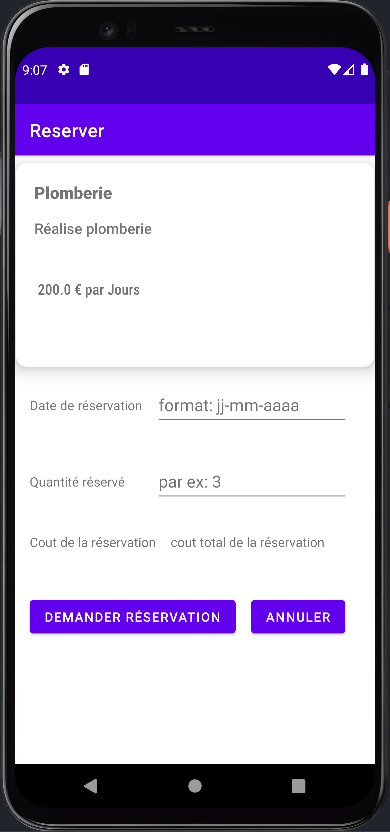 9:07
Reserver
Plomberie
Réalise plomberie
200.0 € par Jours
Date de réservation format: jj-mm-aaaa
Quantité réservé par ex: 3
Cout de la réservation cout total de la réservation
DEMANDER RÉSERVATION ANNULER